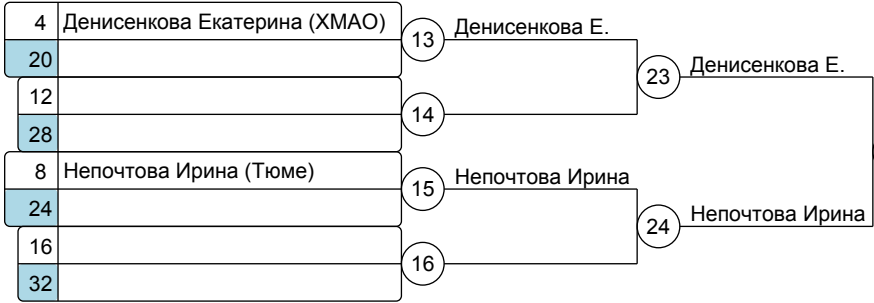 4 Денисенкова Екатерина (ХМАО)
13 Денисенкова Е.
20
23 Денисенкова Е.
12
14
28
8 Непочтова Ирина (Тюме)
15 Непочтова Ирина
24
24 Непочтова Ирина
16
16
32